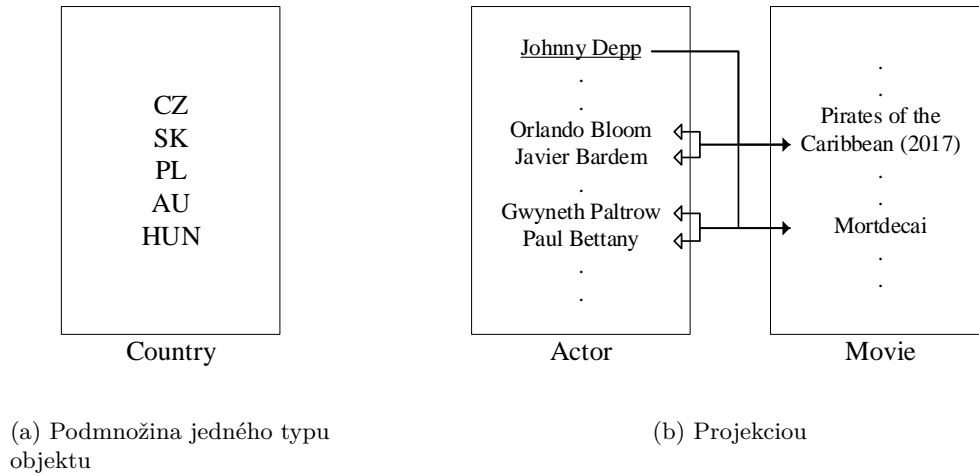 CZ
SK
PL
AU
HUN
Country
Johnny Depp
.
.
Orlando Bloom
Javier Bardem
.
Gwyneth Paltrow
Paul Bettany
.
.
Actor
.
.
Pirates of the
Caribbean (2017)
.
.
Mortdecai
.
.
Movie
(a) Podmnožina jedného typu
objektu
(b) Projekciou